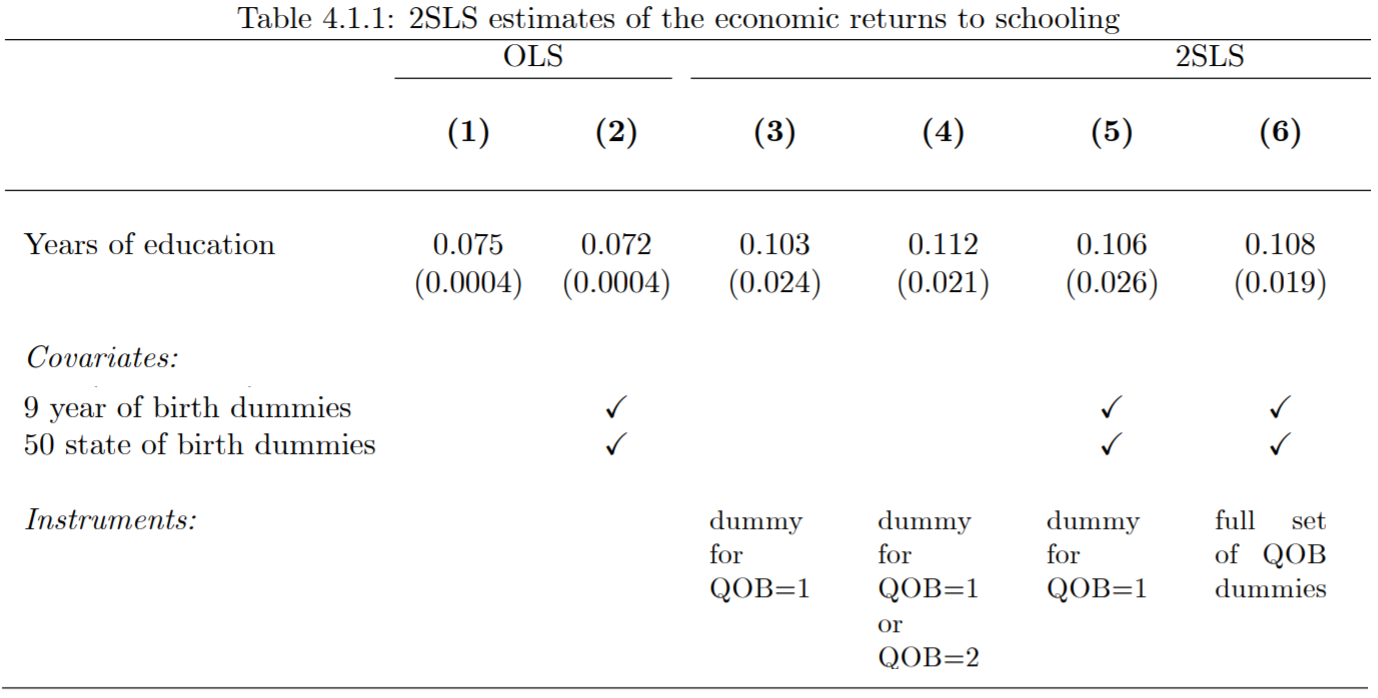 Table 4.1.1: 2SLS estimates of the economic returns to schooling
OLS 2SLS
(1) (2) (3) (4) (5) (6)
Years of education 0.075 0.072 0.103 0.112 0.106 0.108
(0.0004) (0.0004) (0.024) (0.021) (0.026) (0.019)
Covariates:
9 year of birth dummies ✓ ✓ ✓
50 state of birth dummies ✓ ✓ ✓
Instruments: dummy dummy dummy full set
for for for of QOB
QOB=1 QOB=1 QOB=1 dummies
or
QOB=2